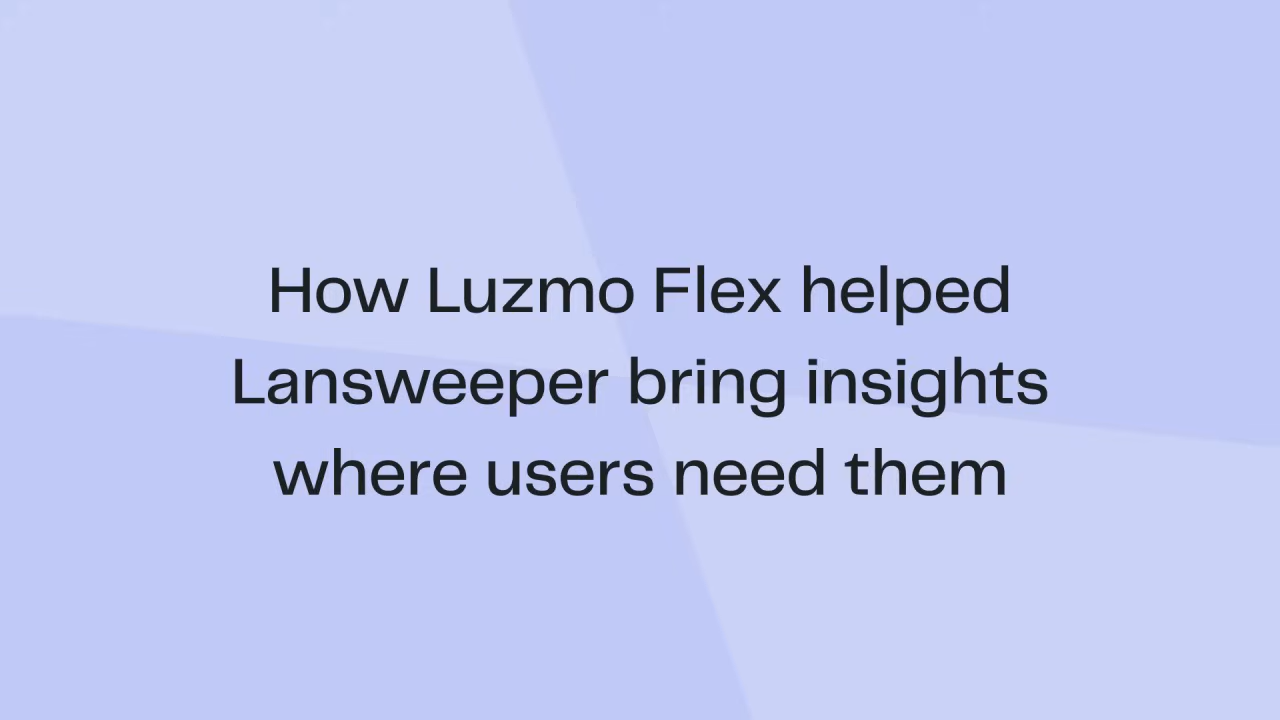 How Luzmo Flex helped
Lansweeper bring insights
where users need them